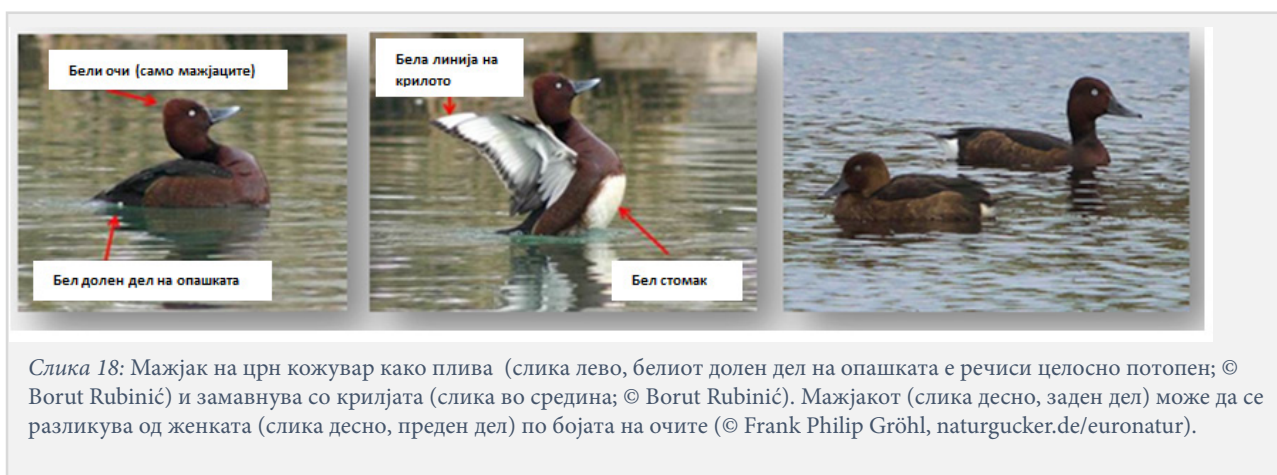 Бели очи (само мажјаците)
Бел долен дел на опашката
Бела линија на
крилото
Бел стомак
Слика 18: Мажјак на црн кожувар како плива (слика лево, белиот долен дел на опашката е речиси целосно потопен; ©
Borut Rubinić) и замавнува со крилјата (слика во средина; © Borut Rubinić). Мажјакот (слика десно, заден дел) може да се
разликува од женката (слика десно, преден дел) по бојата на очите (© Frank Philip Gröhl, naturgucker.de/euronatur).